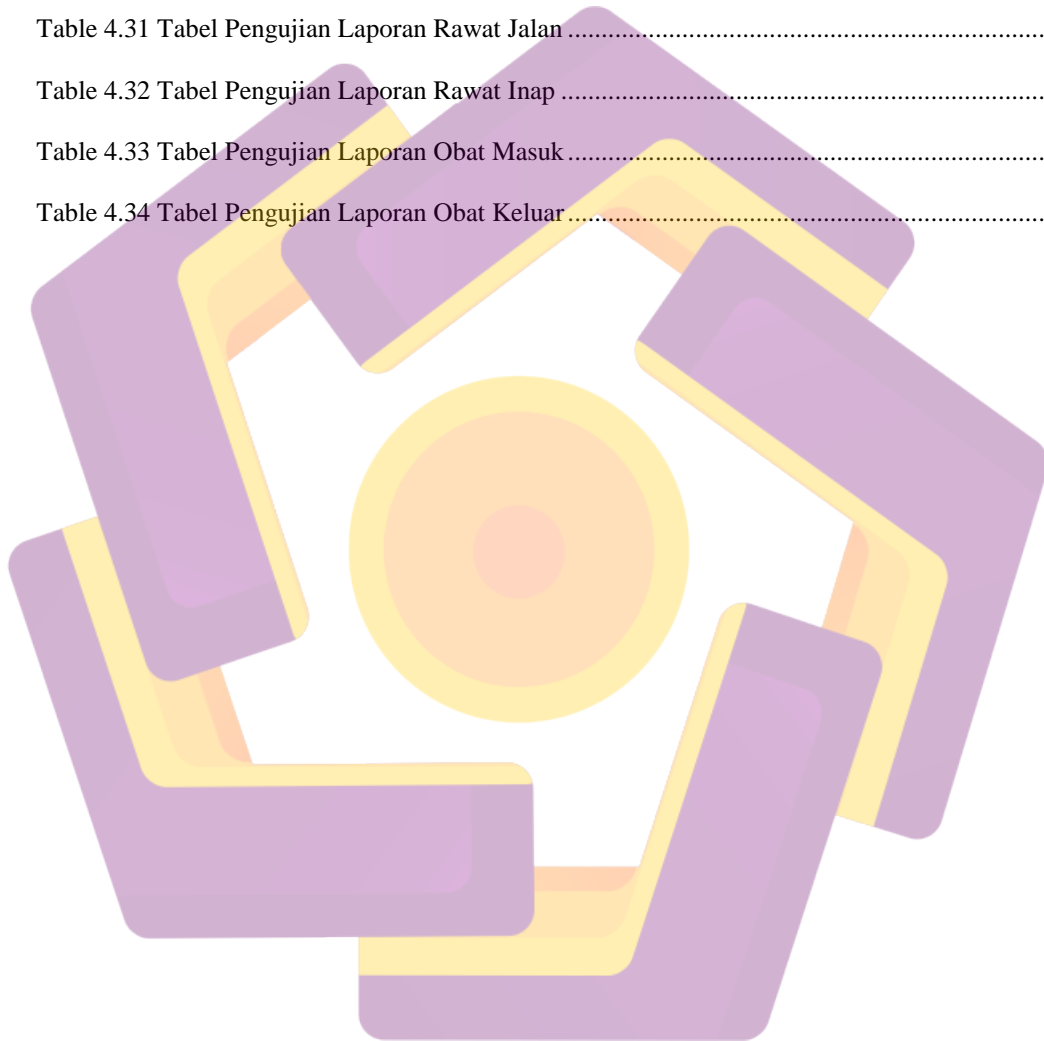 Table 4.31 Tabel Pengujian Laporan Rawat Jalan ..........................................................................
Table 4.32 Tabel Pengujian Laporan Rawat Inap ...........................................................................
Table 4.33 Tabel Pengujian Laporan Obat Masuk ..........................................................................
Table 4.34 Tabel Pengujian Laporan Obat Keluar ..........................................................................